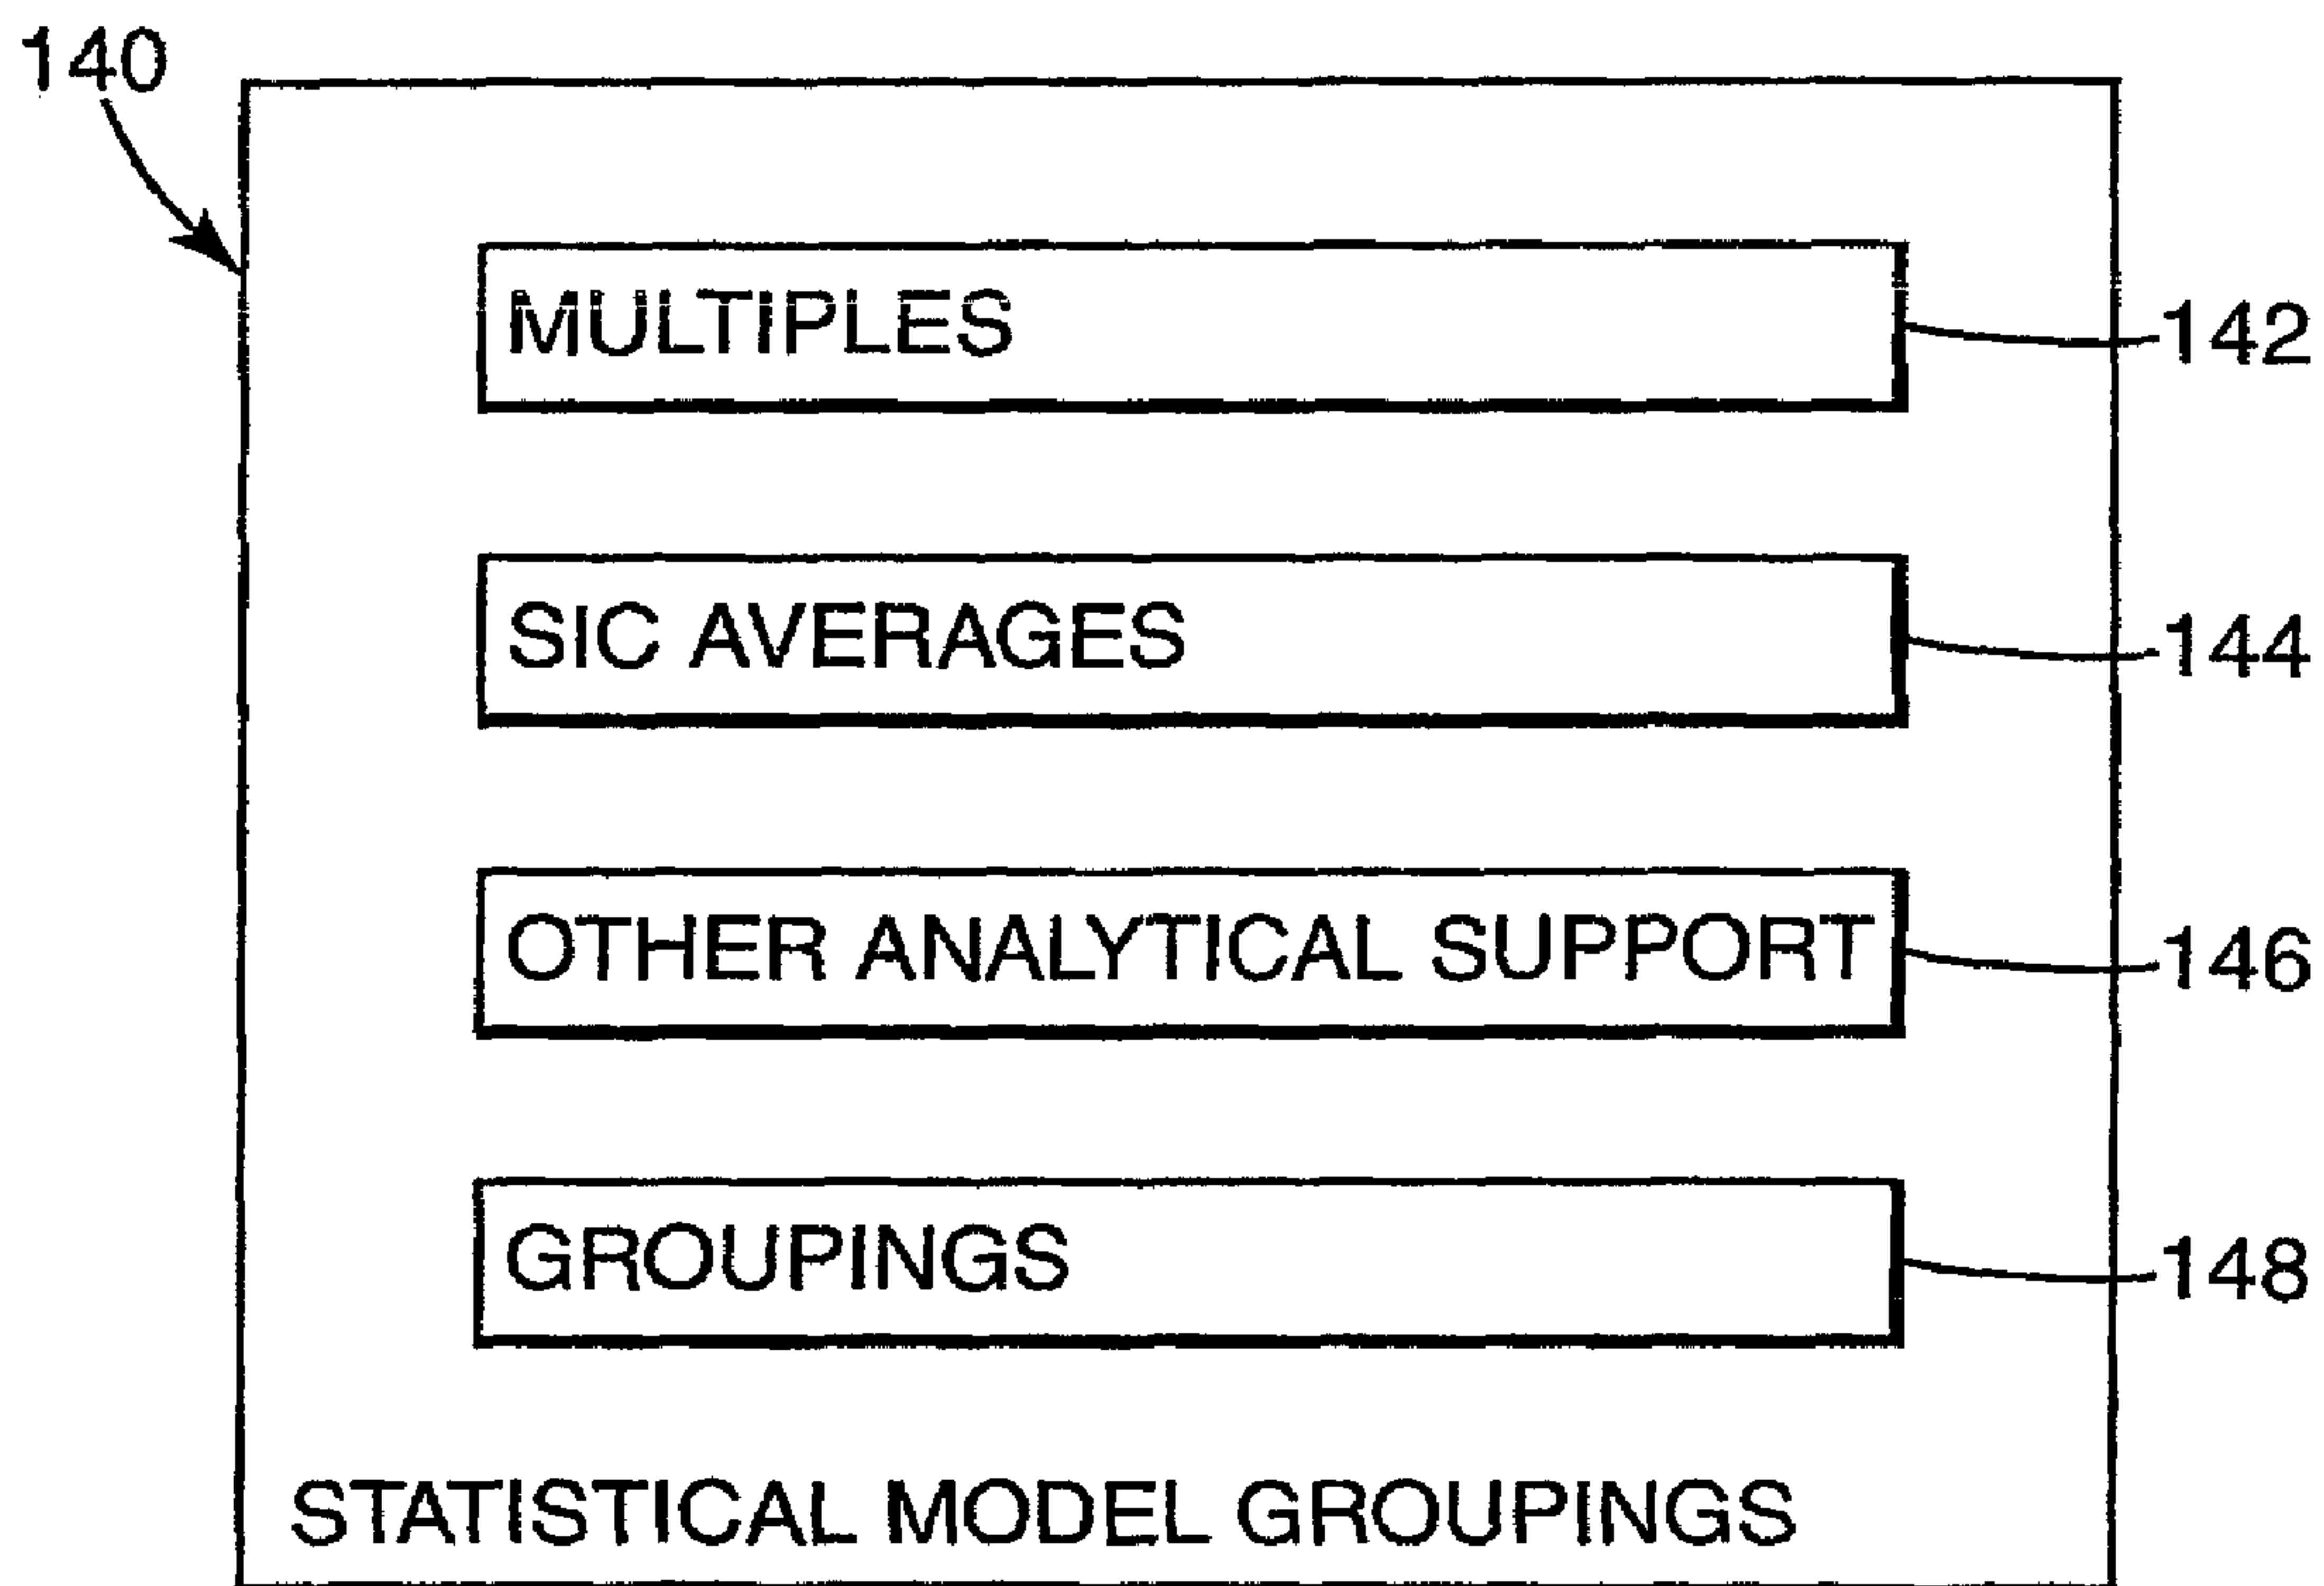 140
MULTIPLES
142
SIC AVERAGES
144
OTHER ANALYTICAL SUPPORT
146
GROUPINGS
148
STATISTICAL MODEL GROUPINGS